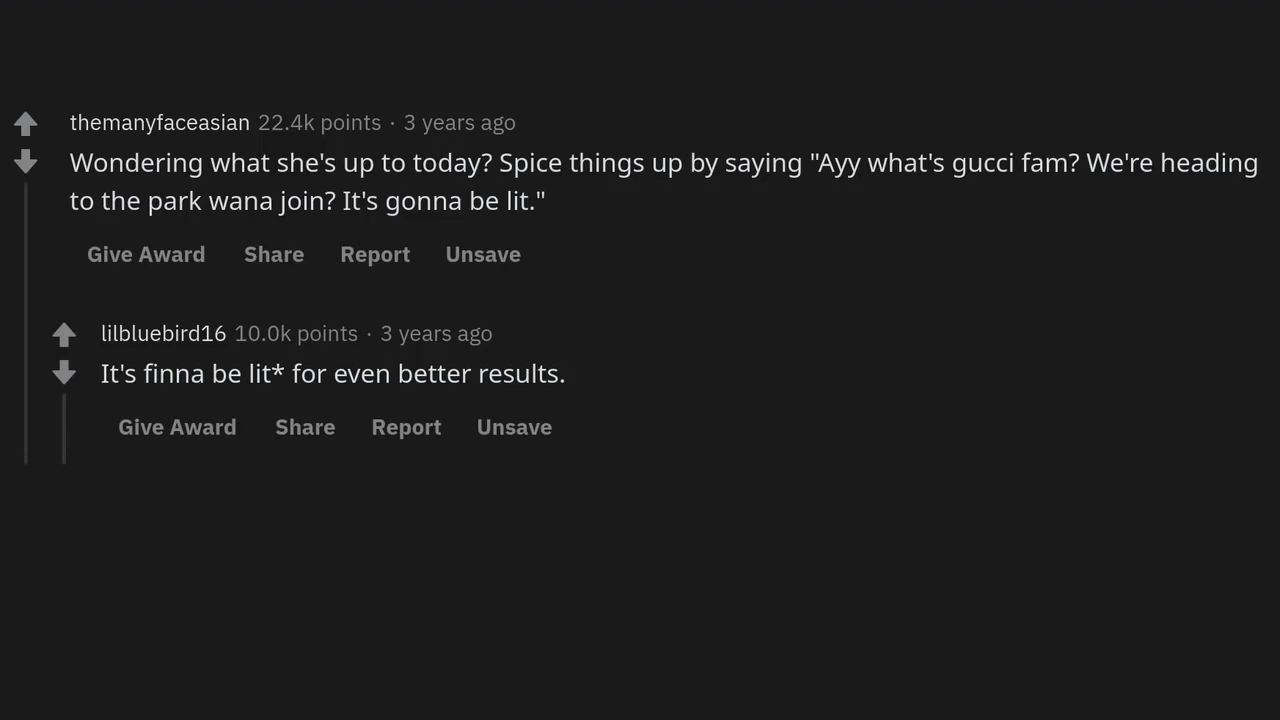 themanyfaceasian 22.4k points · 3 years ago
Wondering what she's up to today? Spice things up by saying "Ayy what's gucci fam? We're heading
to the park wana join? It's gonna be lit."
Give Award Share Report Unsave
lilbluebird16 10.0k points · 3 years ago
It's finna be lit* for even better results.
Give Award Share Report Unsave